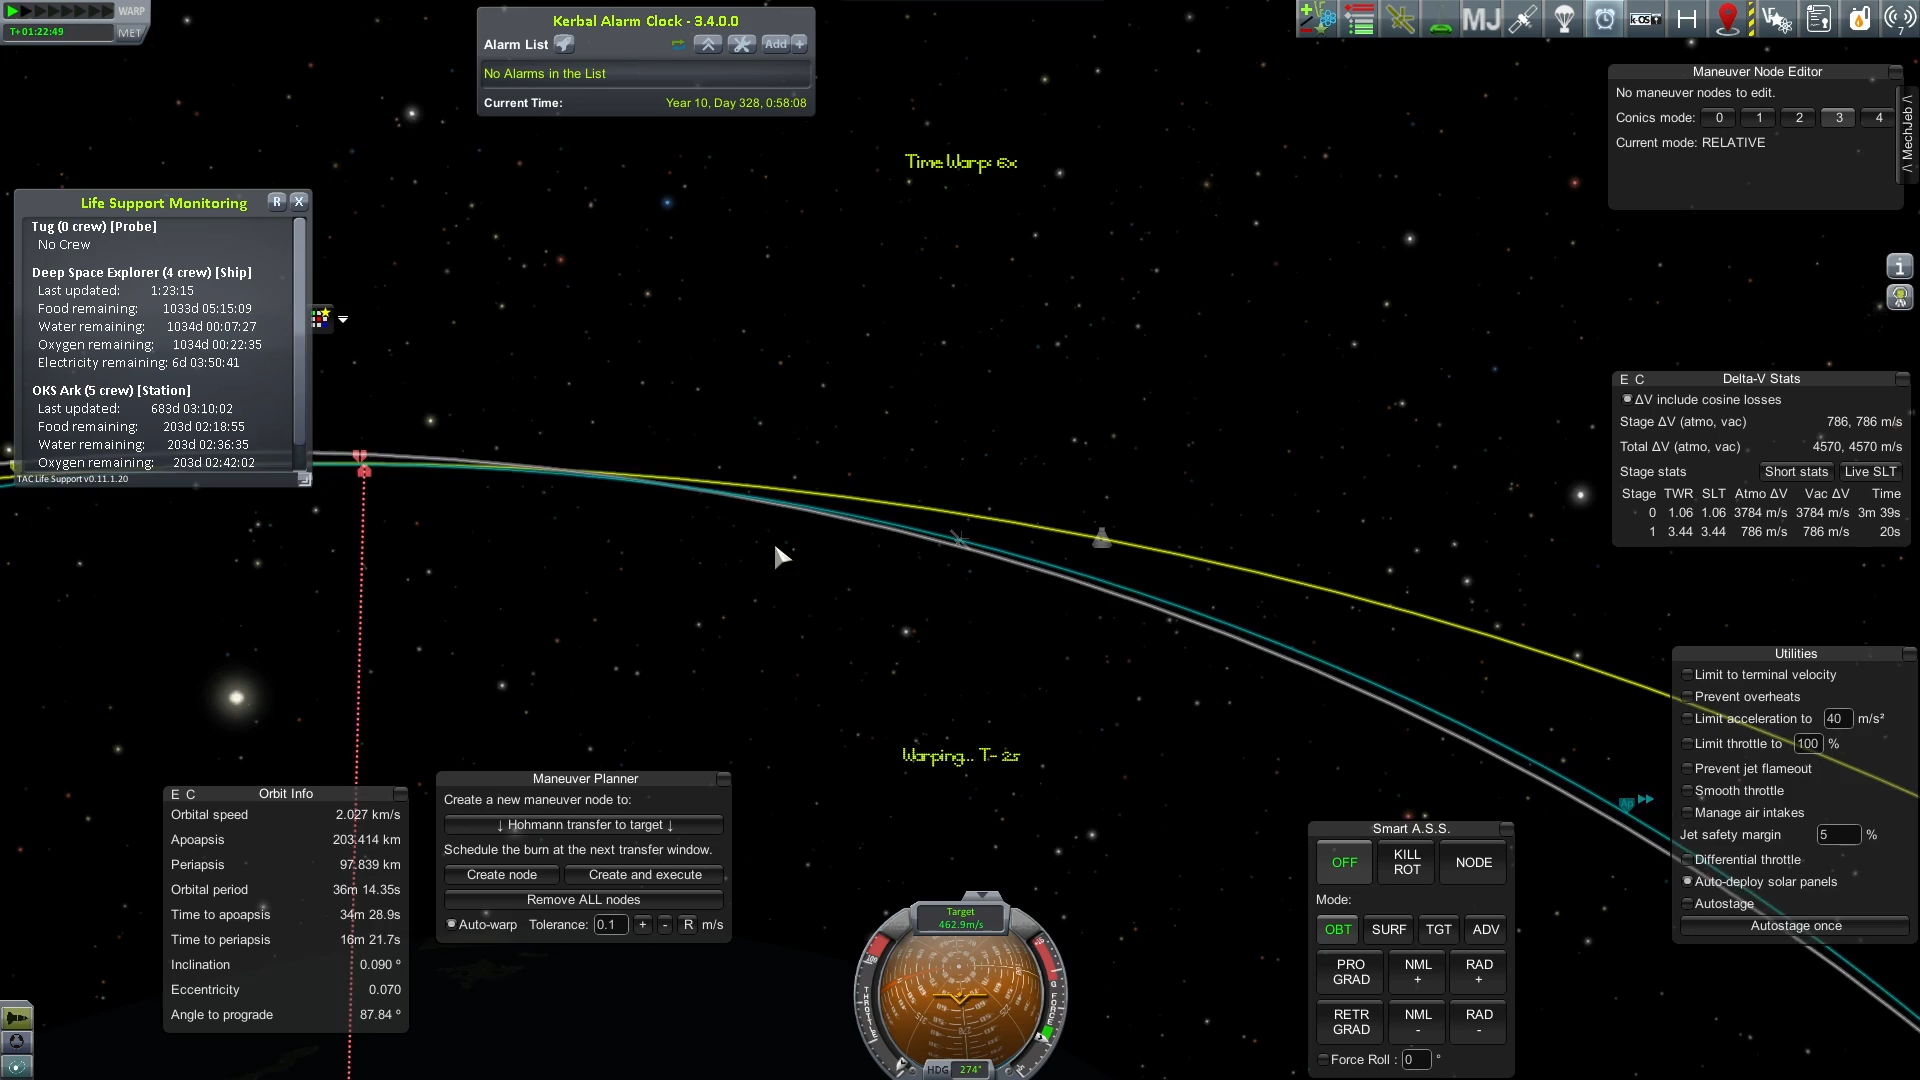 WARP
T+01:22:49
MET
Kerbal Alarm Clock - 3.4.0.0
Alarm List
Add +
No Alarms in the List
Current Time: Year 10, Day 328, 0:58:08
MJ
kOS
7
Maneuver Node Editor
No maneuver nodes to edit.
Conics mode: 0 1 2 3 4
Current mode: RELATIVE
/\ MechJeb /\
Time Warp: 6x
Life Support Monitoring R X
Tug (0 crew) [Probe]
No Crew
Deep Space Explorer (4 crew) [Ship]
Last updated: 1:23:15
Food remaining: 1033d 05:15:09
Water remaining: 1034d 00:07:27
Oxygen remaining: 1034d 00:22:35
Electricity remaining: 6d 03:50:41
OKS Ark (5 crew) [Station]
Last updated: 683d 03:10:02
Food remaining: 203d 02:18:55
Water remaining: 203d 02:36:35
Oxygen remaining: 203d 02:42:02
TAC Life Support v0.11.1.20
E C Delta-V Stats
ΔV include cosine losses
Stage ΔV (atmo, vac) 786, 786 m/s
Total ΔV (atmo, vac) 4570, 4570 m/s
Stage stats Short stats Live SLT
Stage TWR SLT Atmo ΔV Vac ΔV Time
0 1.06 1.06 3784 m/s 3784 m/s 3m 39s
1 3.44 3.44 786 m/s 786 m/s 20s
Utilities
Limit to terminal velocity
Prevent overheats
Limit acceleration to 40 m/s²
Limit throttle to 100 %
Prevent jet flameout
Smooth throttle
Manage air intakes
Jet safety margin 5 %
Differential throttle
Auto-deploy solar panels
Autostage
Autostage once
Warping... T- 2s
Ap
E C Orbit Info
Orbital speed 2.027 km/s
Apoapsis 203.414 km
Periapsis 97.839 km
Orbital period 36m 14.35s
Time to apoapsis 34m 28.9s
Time to periapsis 16m 21.7s
Inclination 0.090 º
Eccentricity 0.070
Angle to prograde 87.84 º
Maneuver Planner
Create a new maneuver node to:
↓ Hohmann transfer to target ↓
Schedule the burn at the next transfer window.
Create node Create and execute
Remove ALL nodes
Auto-warp Tolerance: 0.1 + - R m/s
Target
462.9m/s
THROTTLE
G FORCE
HDG 274°
Smart A.S.S.
OFF KILL ROT NODE
Mode:
OBT SURF TGT ADV
PRO GRAD NML + RAD +
RETR GRAD NML - RAD -
Force Roll : 0 °